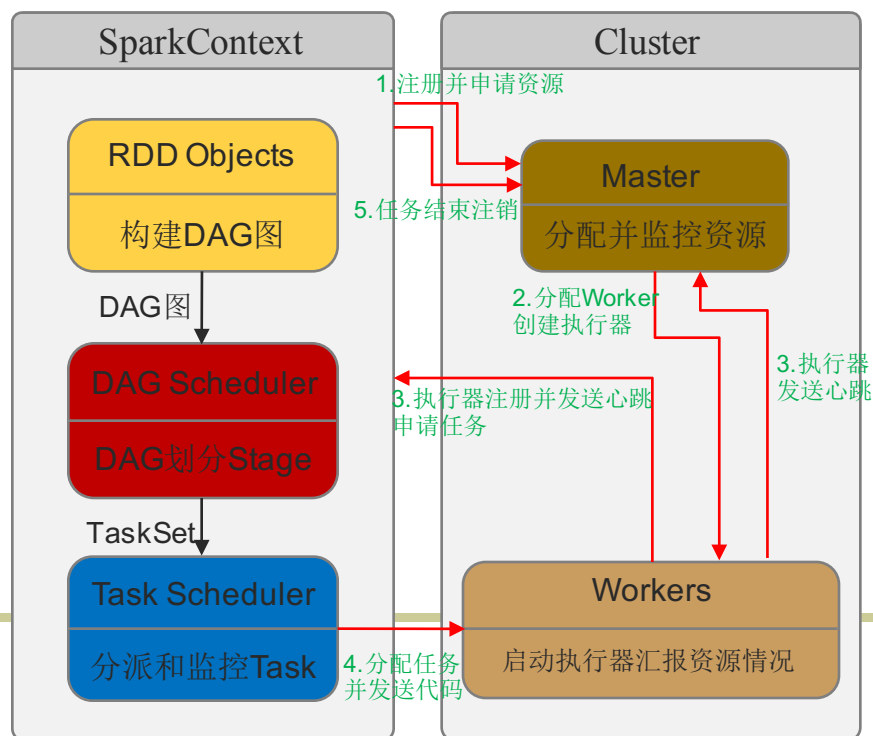 SparkContext
Cluster
1.注册并申请资源
RDD Objects
构建DAG图
Master
分配并监控资源
5.任务结束注销
DAG图
2.分配Worker
创建执行器
DAG Scheduler
DAG划分Stage
3.执行器注册并发送心跳
申请任务
3.执行器
发送心跳
TaskSet
Task Scheduler
分派和监控Task
4.分配任务
并发送代码
Workers
启动执行器汇报资源情况